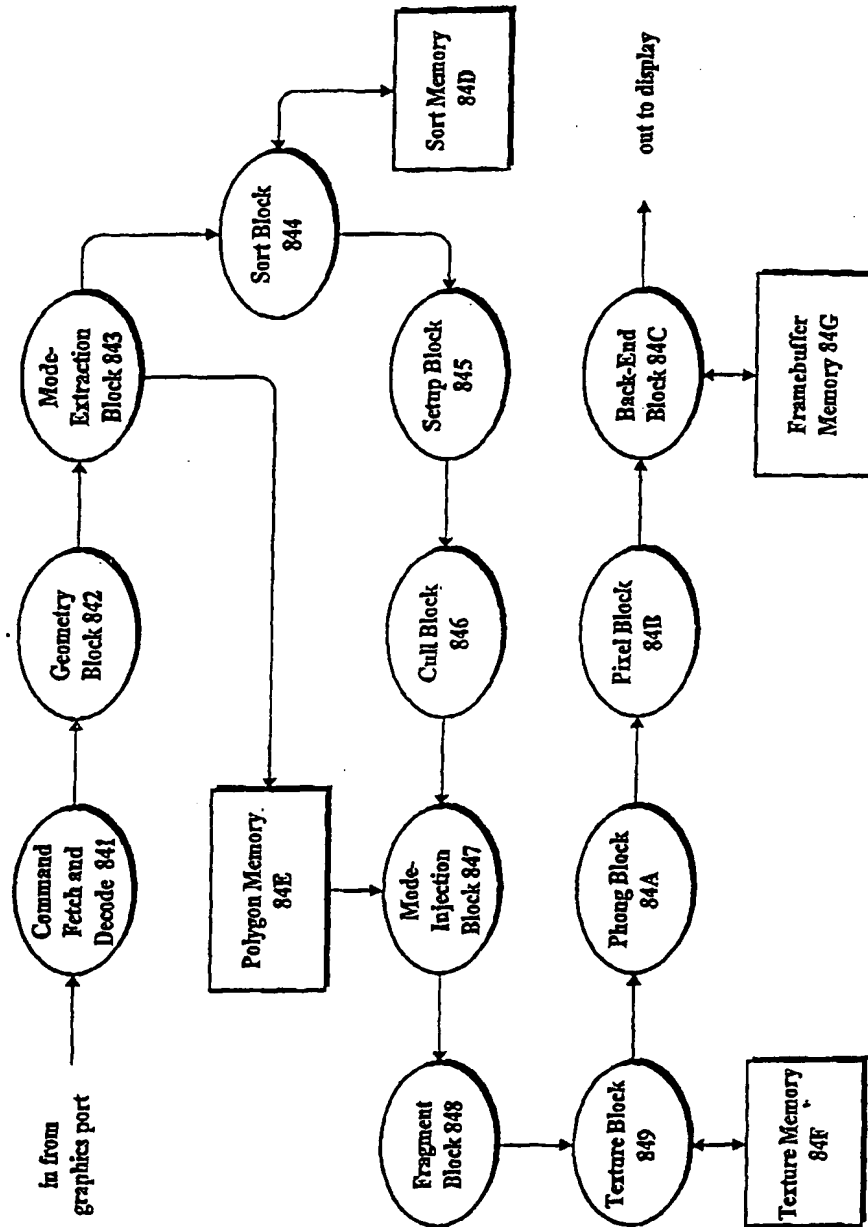 in from
graphics port
Command
Fetch and
Decode 841
Geometry
Block 842
Mode-
Extraction
Block 843
Sort Block
844
Sort Memory
84D
Polygon Memory.
84E
Setup Block
845
Cull Block
846
Mode-
Injection
Block 847
Fragment
Block 848
Texture Block
849
Texture Memory
84F
Phong Block
84A
Pixel Block
84B
Back-End
Block 84C
Framebuffer
Memory 84G
out to display